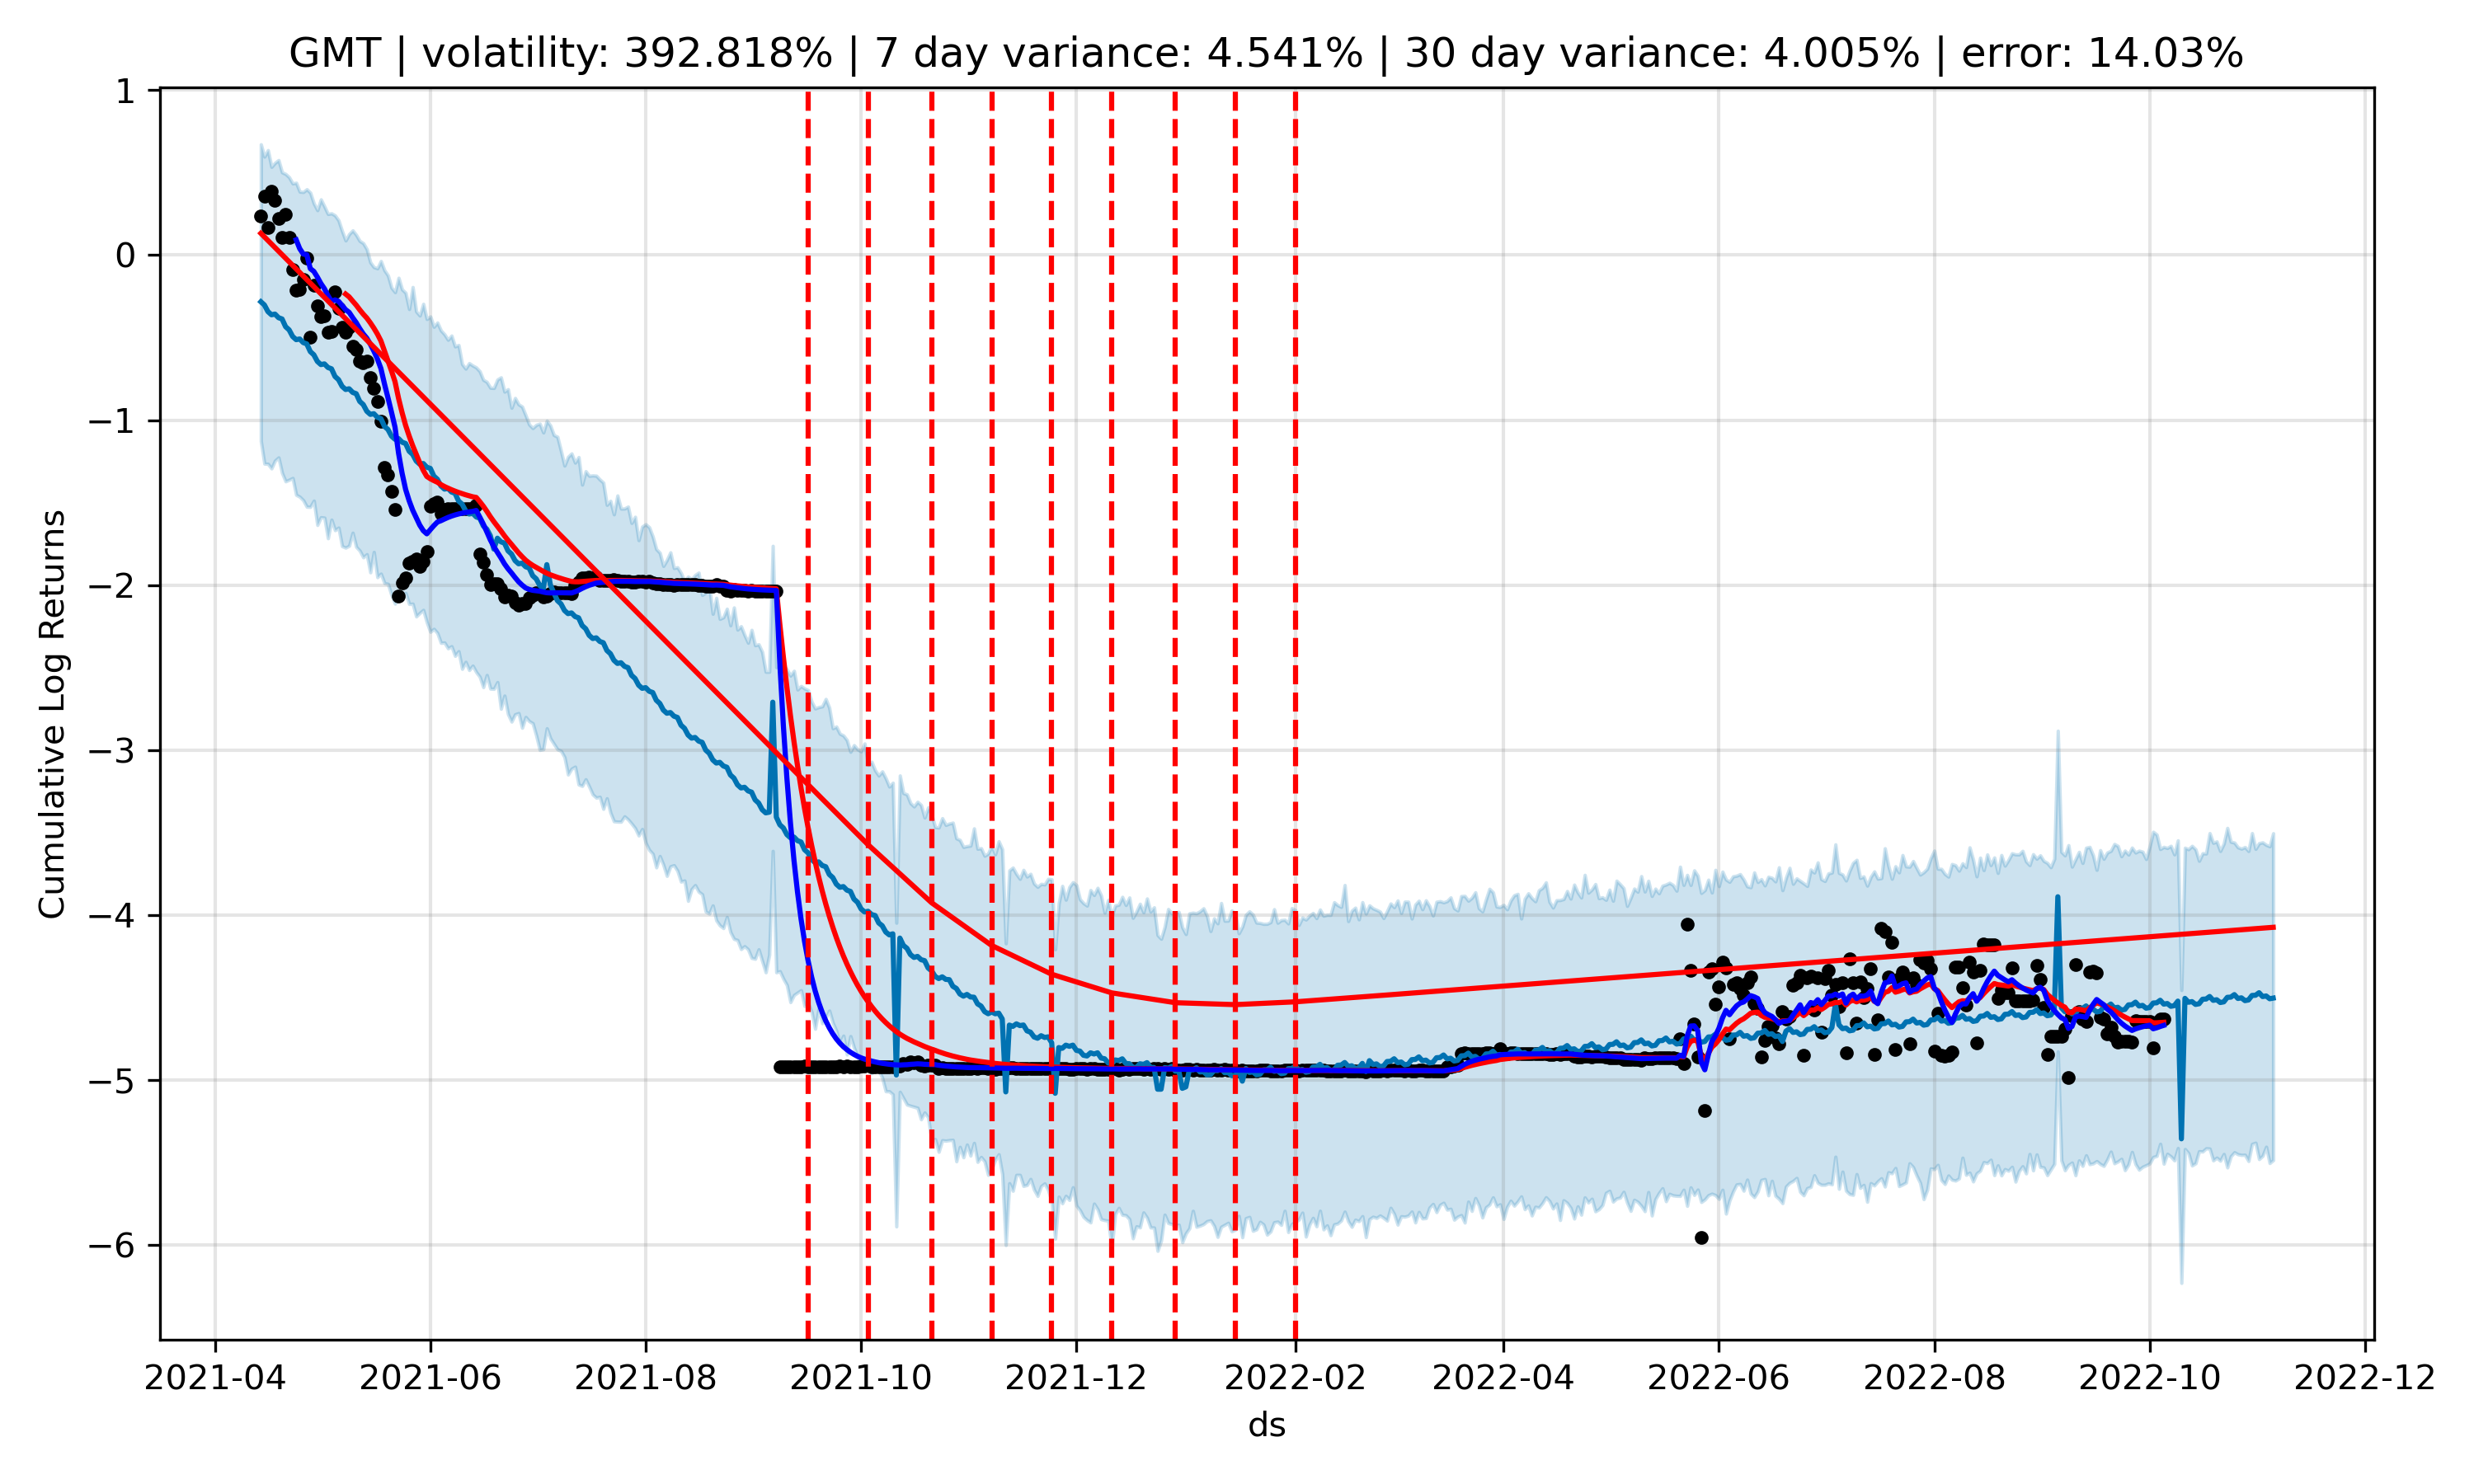 GMT | volatility: 392.818% | 7 day variance: 4.541% | 30 day variance: 4.005% | error: 14.03%
1
0
−1
−2
−3
−4
−5
−6
Cumulative Log Returns
2021-04 2021-06 2021-08 2021-10 2021-12 2022-02 2022-04 2022-06 2022-08 2022-10 2022-12
ds